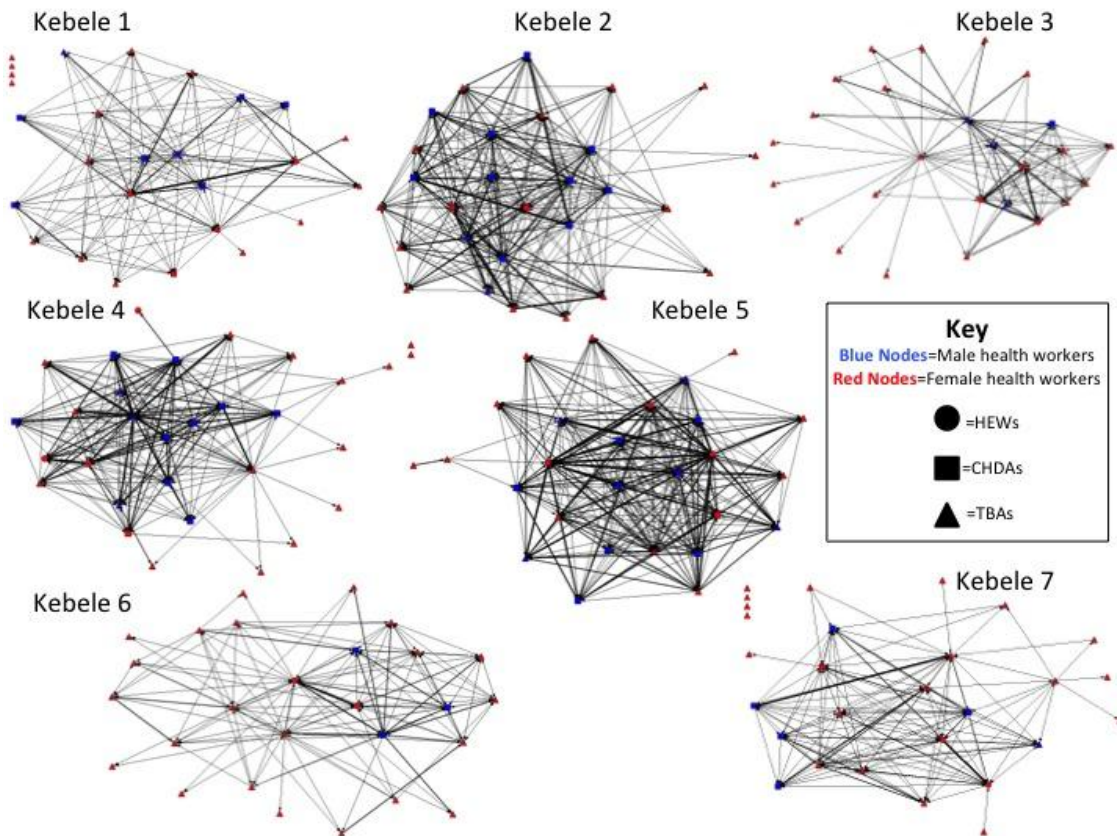 Kebele 1
Kebele 2
Kebele 3
Kebele 4
Kebele 5
Key
Blue Nodes=Male health workers
Red Nodes=Female health workers
=HEWs
=CHDAs
=TBAs
Kebele 6
Kebele 7